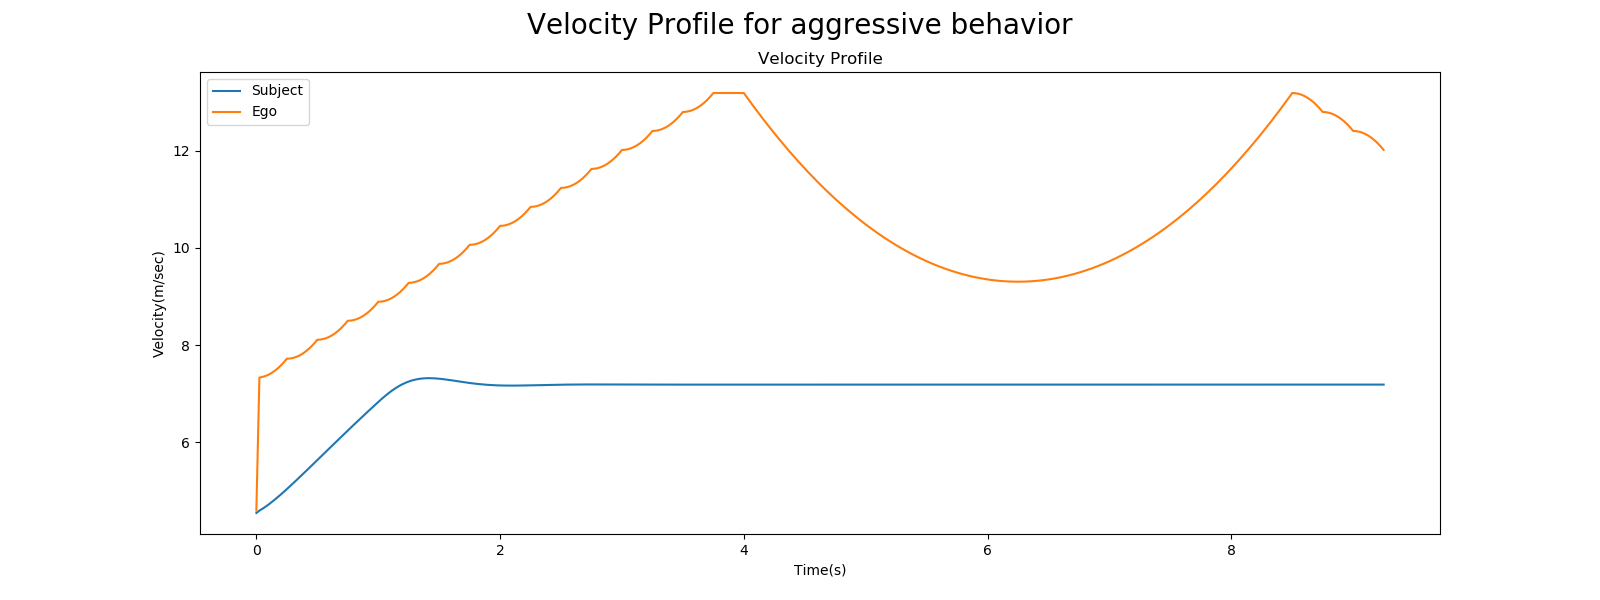 Velocity Profile for aggressive behavior
Velocity Profile
Subject
Ego
12
10
8
6
Velocity(m/sec)
0 2 4 6 8
Time(s)